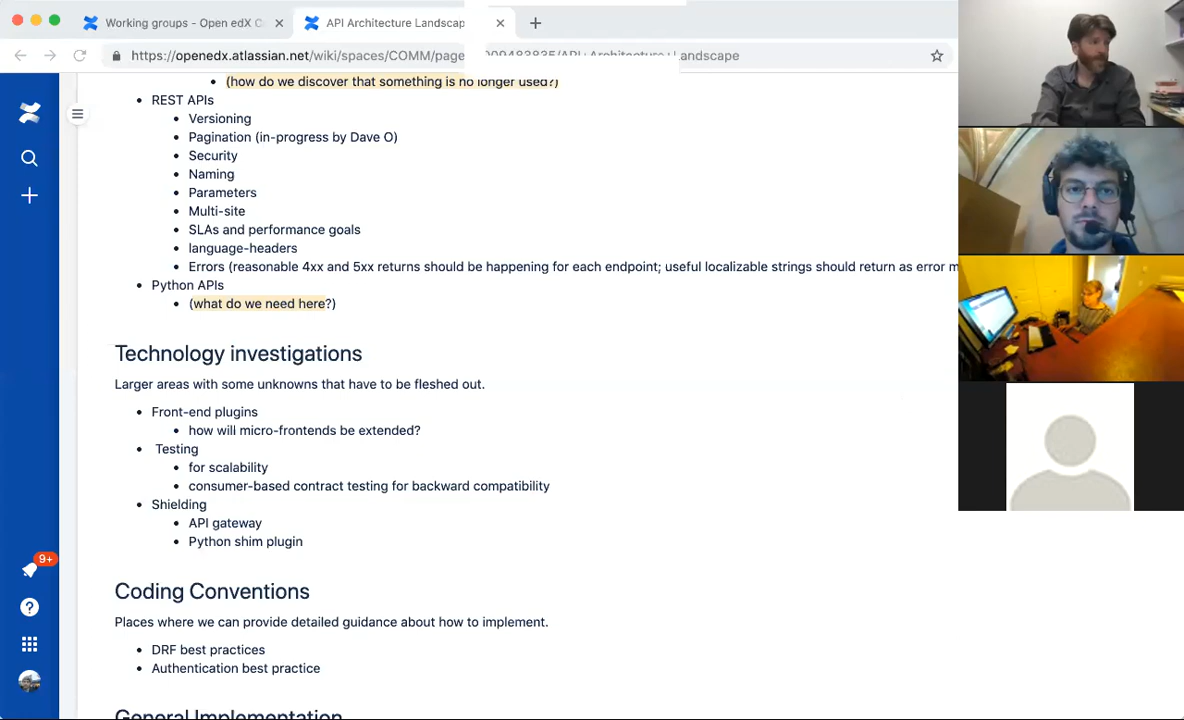 Working groups - Open edX C
API Architecture Landscap
https://openedx.atlassian.net/wiki/spaces/COMM/page
Landscape
(how do we discover that something is no longer used?)
REST APIs
Versioning
Pagination (in-progress by Dave O)
Security
Naming
Parameters
Multi-site
SLAs and performance goals
language-headers
Errors (reasonable 4xx and 5xx returns should be happening for each endpoint; useful localizable strings should return as error m
Python APIs
(what do we need here?)
Technology investigations
Larger areas with some unknowns that have to be fleshed out.
Front-end plugins
how will micro-frontends be extended?
Testing
for scalability
consumer-based contract testing for backward compatibility
Shielding
API gateway
Python shim plugin
9+
Coding Conventions
Places where we can provide detailed guidance about how to implement.
DRF best practices
Authentication best practice
General Implementation